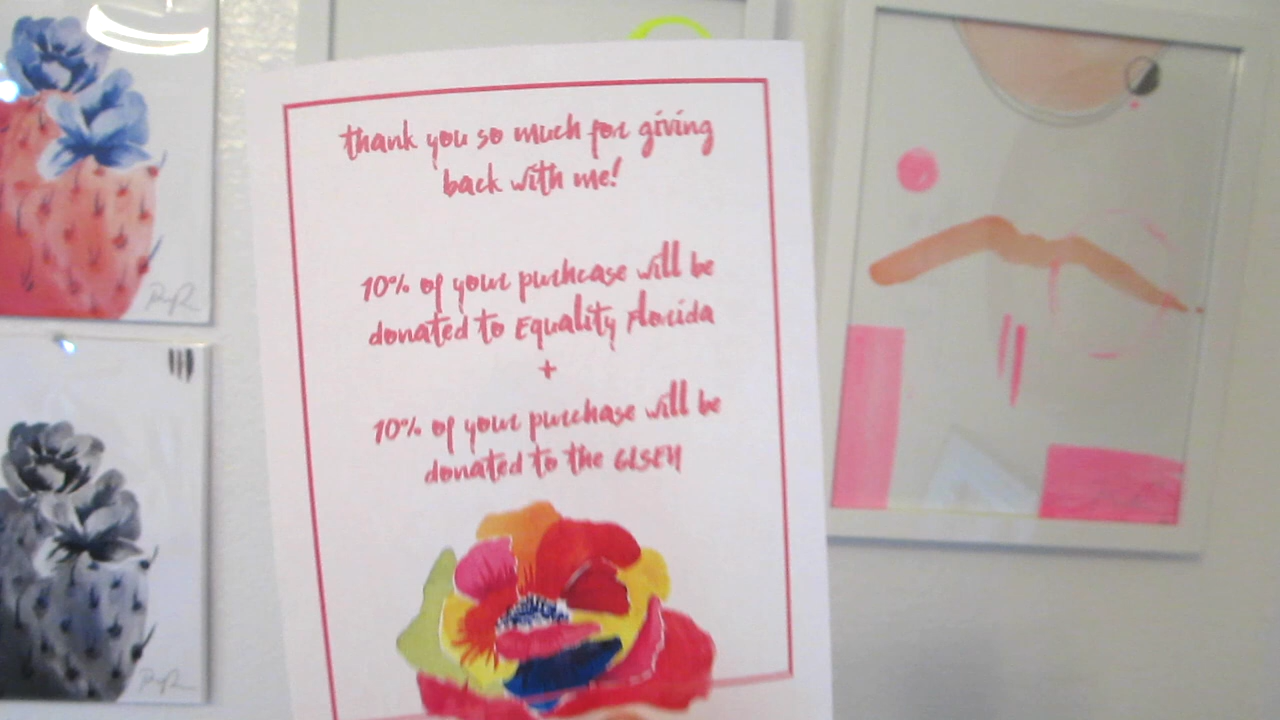 thank you so much for giving
back with me!
10% of your purhcase will be
donated to Equality Florida
+
10% of your purchase will be
donated to the GLSEN